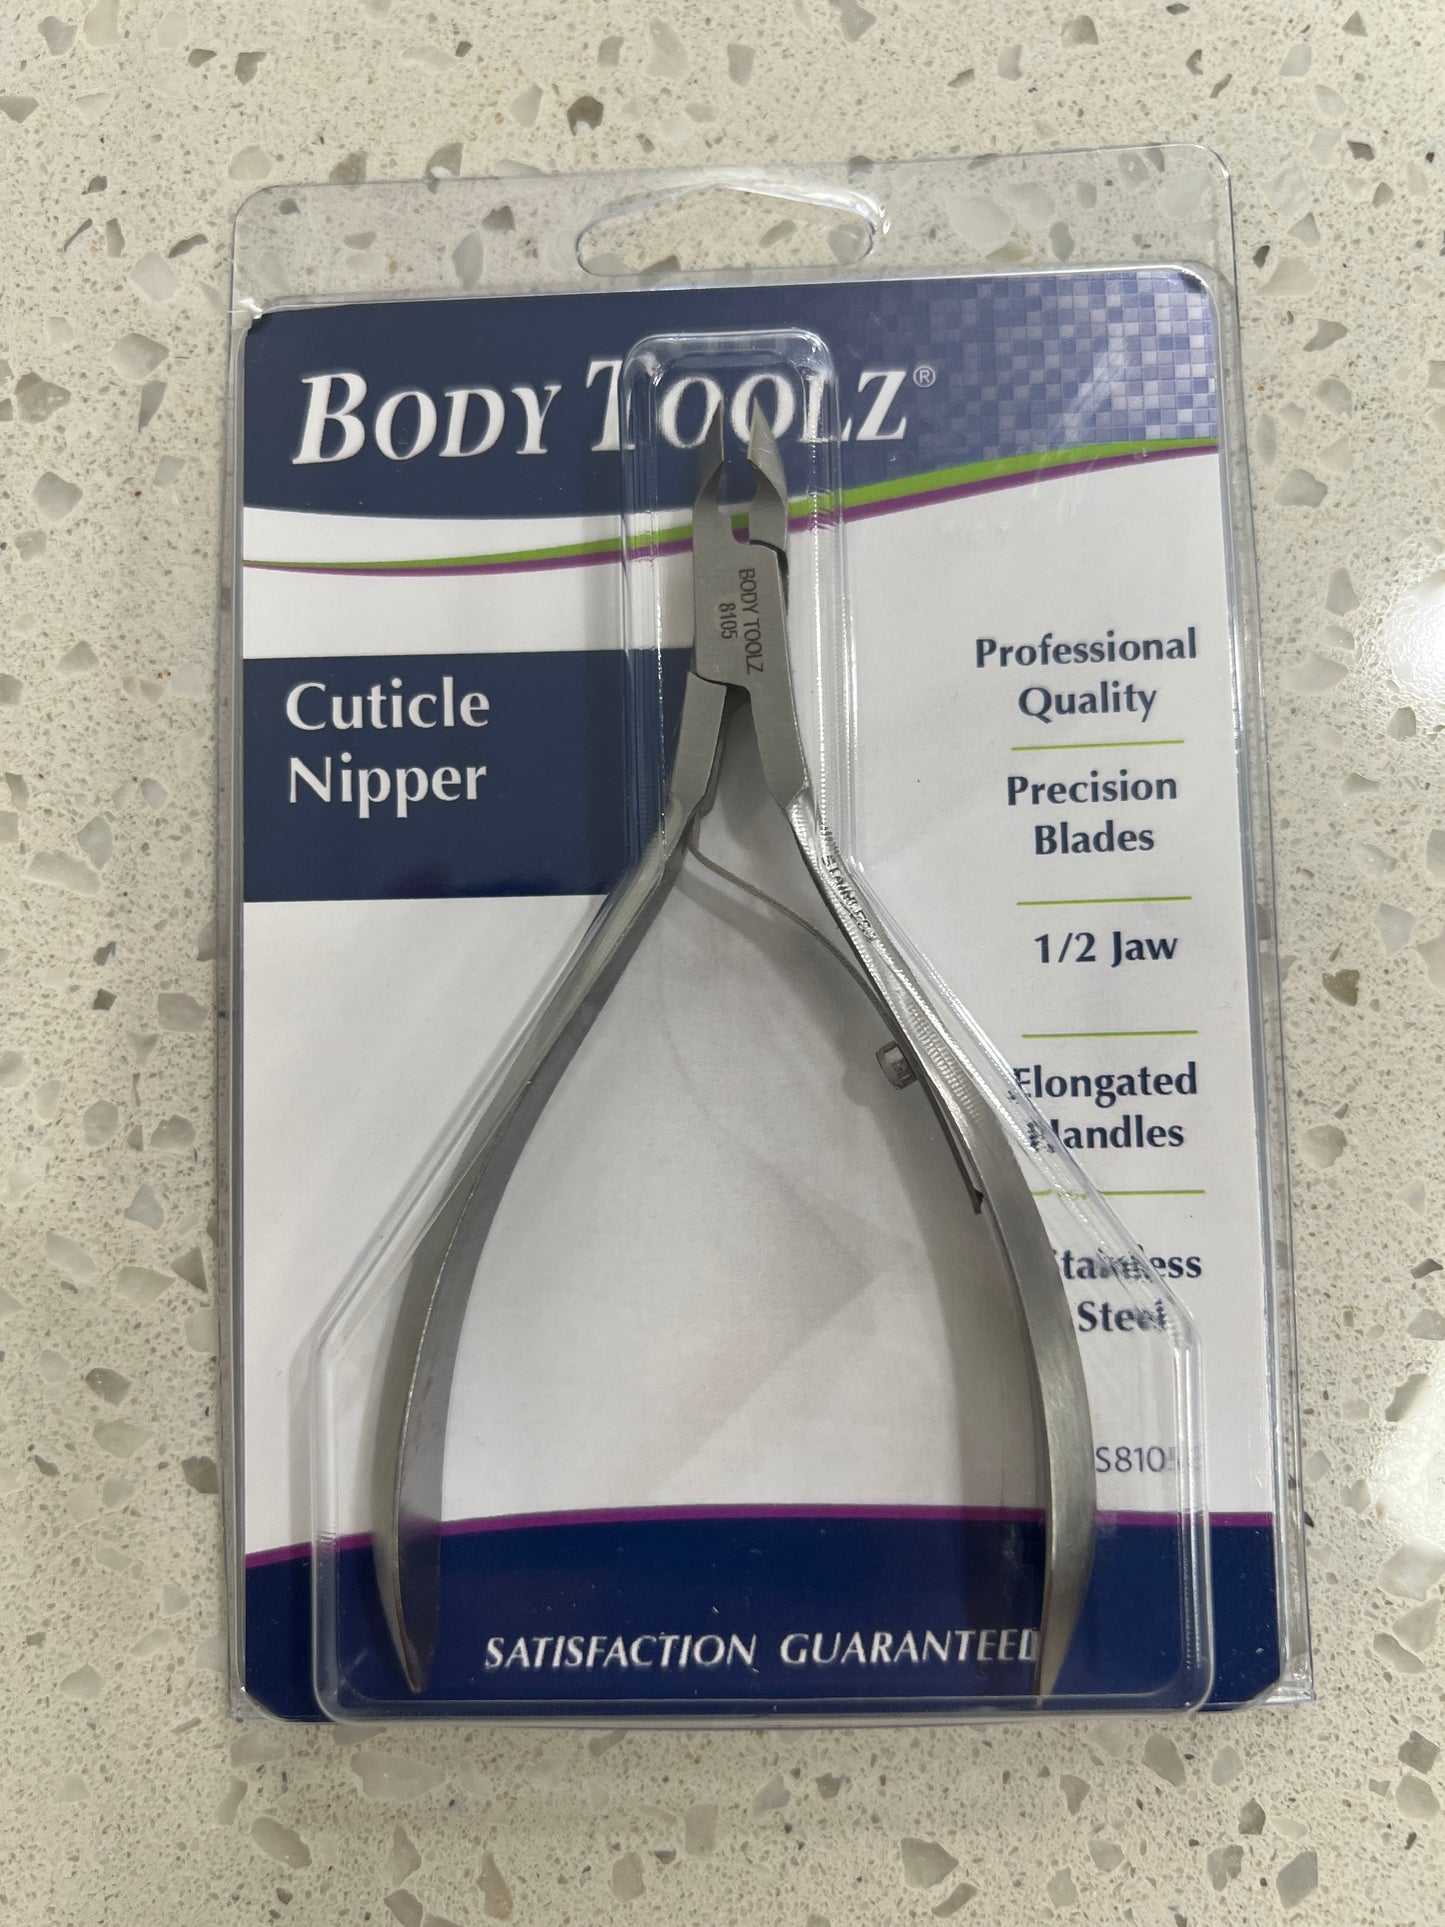 BODY TOOLZ®
BODY TOOLZ
8105
Cuticle
Nipper
Professional
Quality
Precision
Blades
1/2 Jaw
STAINLESS
Elongated
Handles
Stainless
Steel
SATISFACTION GUARANTEED